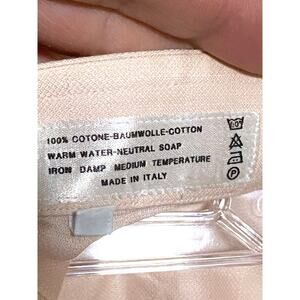 100% COTONE-BAUMWOLLE-COTTON
WARM WATER-NEUTRAL SOAP
IRON DAMP MEDIUM TEMPERATURE
MADE IN ITALY
P